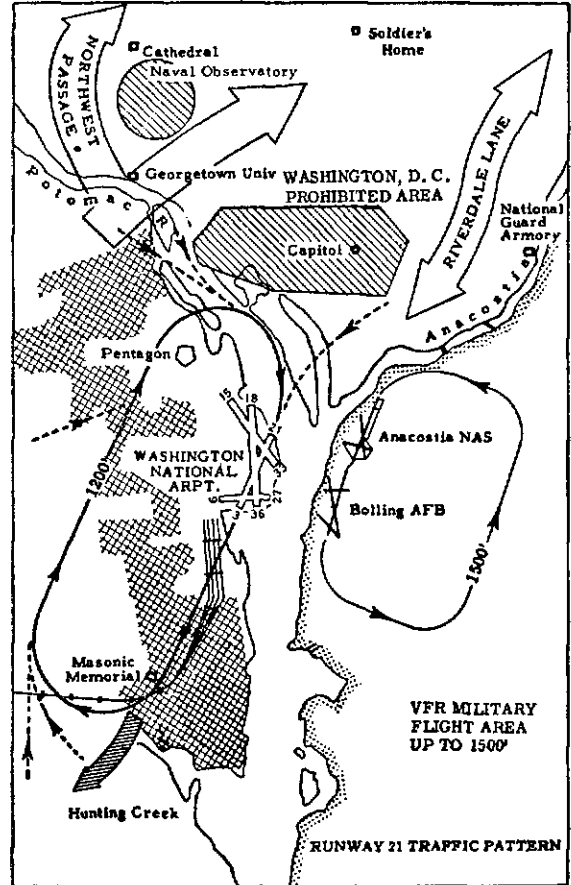 Cathedral
Naval Observatory
Soldier's
Home
NORTHWEST
PASSAGE
Georgetown Univ
WASHINGTON, D. C.
PROHIBITED AREA
Potomac
R
Capitol
RIVERDALE LANE
National
Guard
Armory
Anacostia
Pentagon
15
18
WASHINGTON
NATIONAL
ARPT.
6
3
36
27
Anacostia NAS
Bolling AFB
1200'
1500'
Masonic
Memorial
VFR MILITARY
FLIGHT AREA
UP TO 1500'
Hunting Creek
RUNWAY 21 TRAFFIC PATTERN